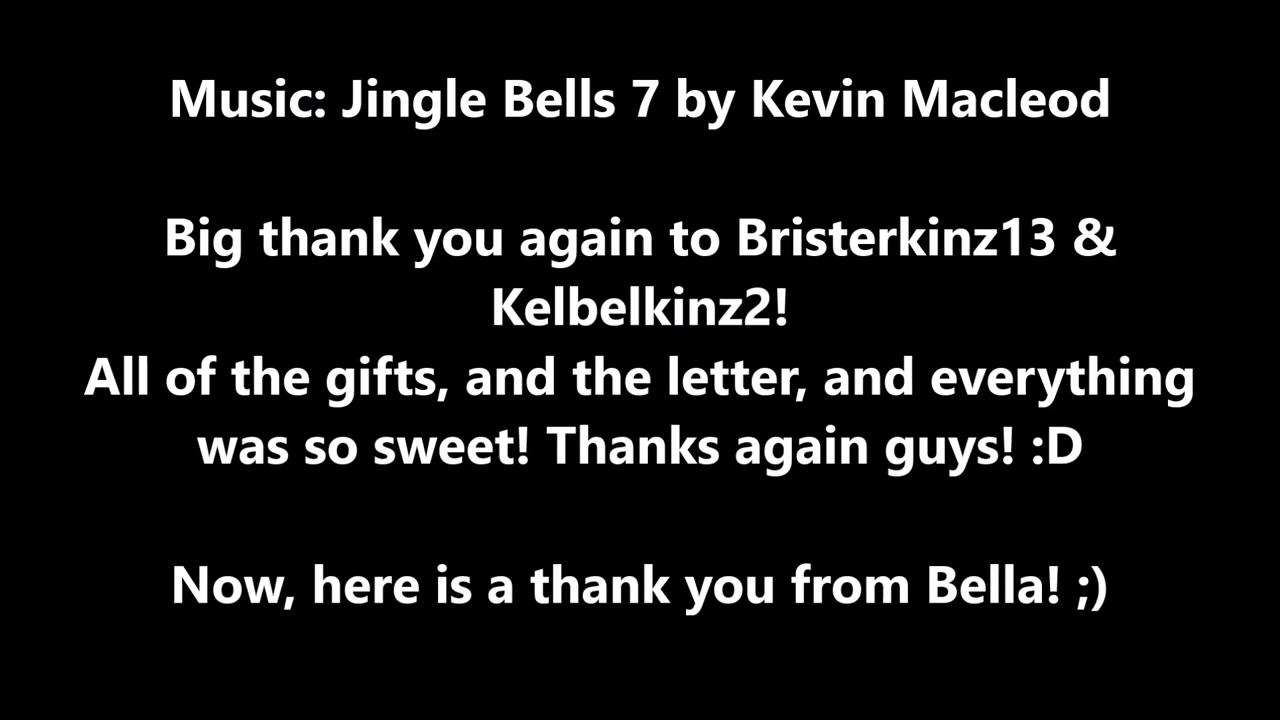 Music: Jingle Bells 7 by Kevin Macleod
Big thank you again to Bristerkinz13 &
Kelbelkinz2!
All of the gifts, and the letter, and everything
was so sweet! Thanks again guys! :D
Now, here is a thank you from Bella! ;)